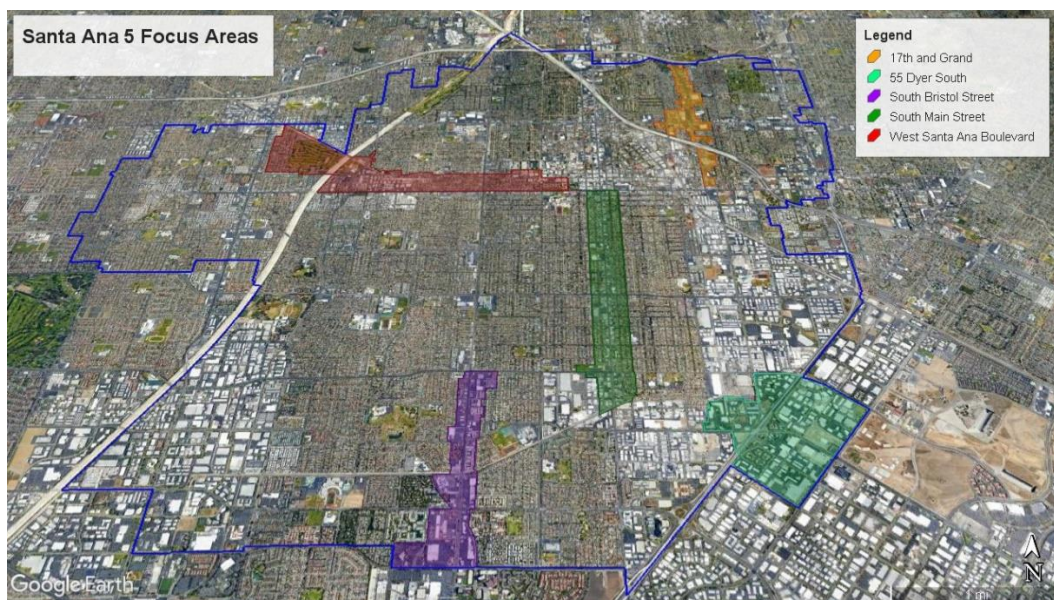 Santa Ana 5 Focus Areas
Legend
17th and Grand
55 Dyer South
South Bristol Street
South Main Street
West Santa Ana Boulevard
Google Earth
N